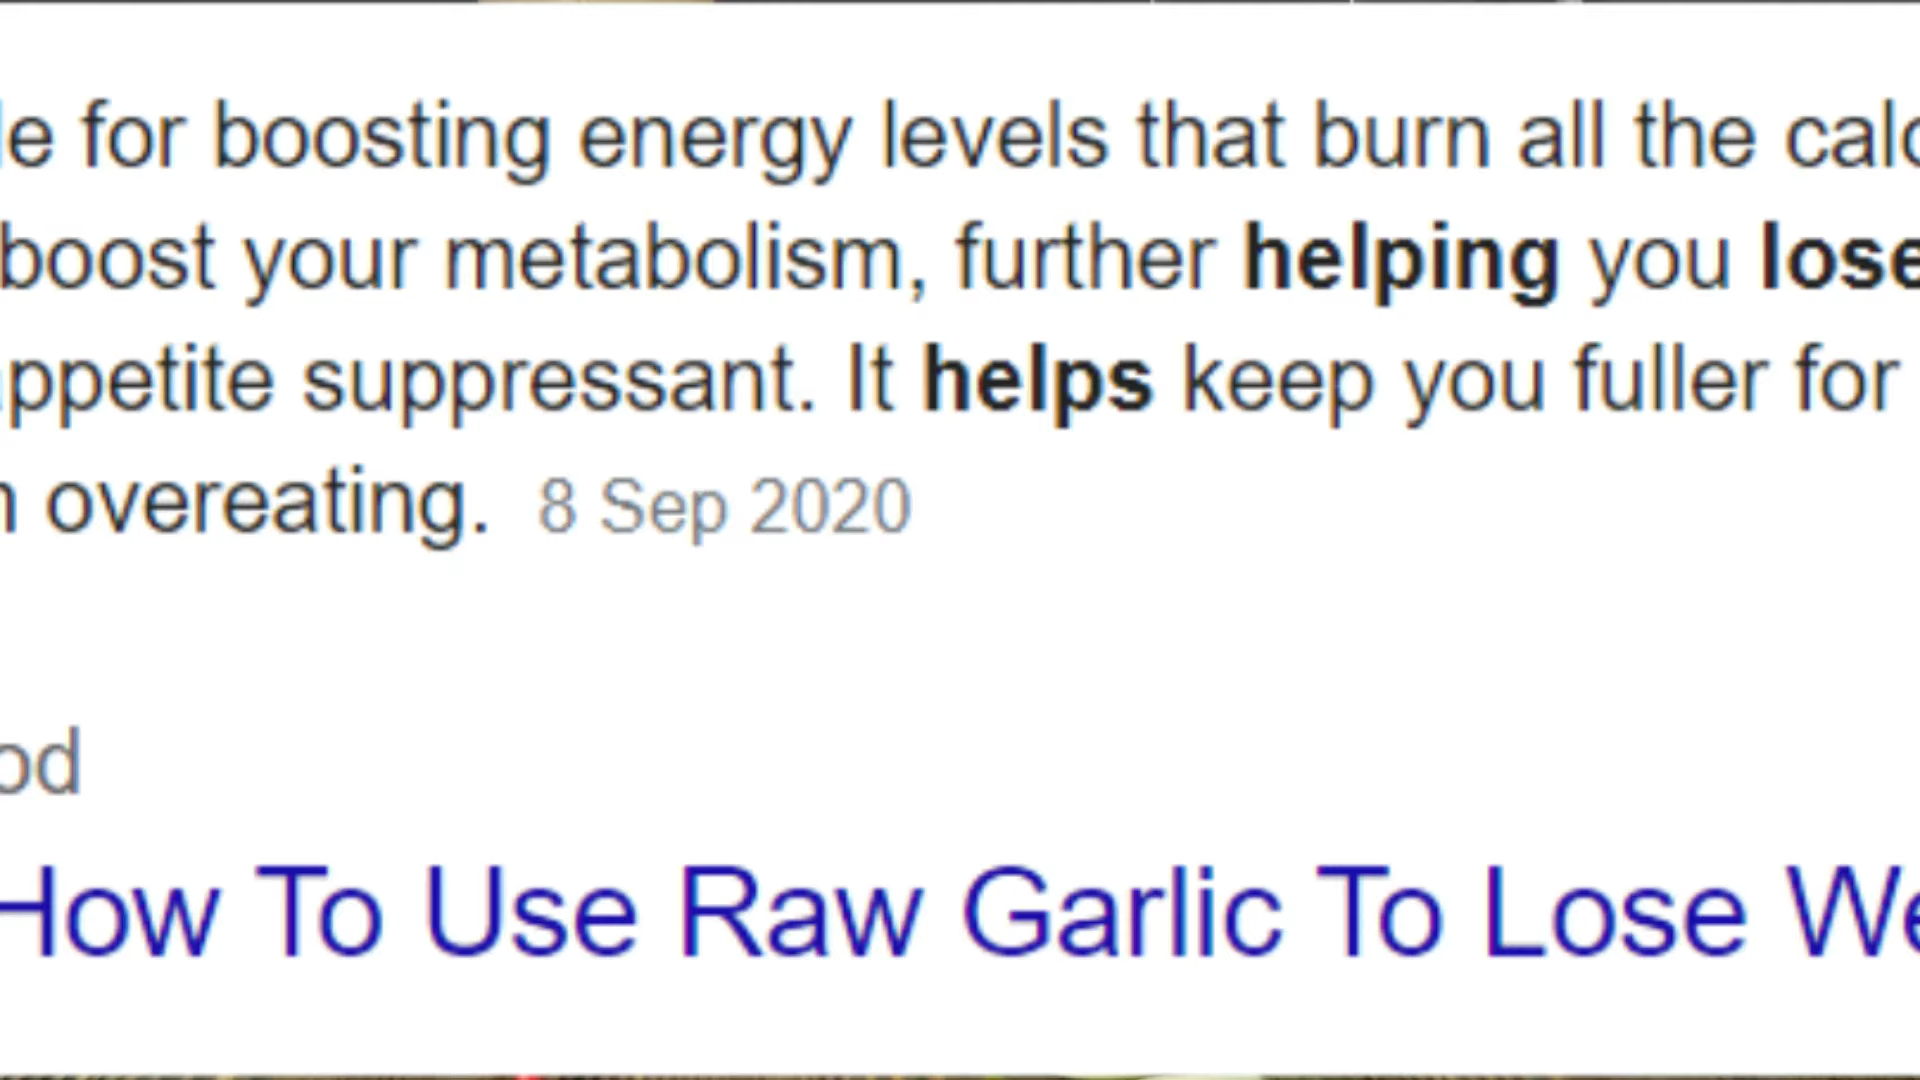 le for boosting energy levels that burn all the calo
boost your metabolism, further helping you lose
appetite suppressant. It helps keep you fuller for
overeating. 8 Sep 2020
od
How To Use Raw Garlic To Lose We